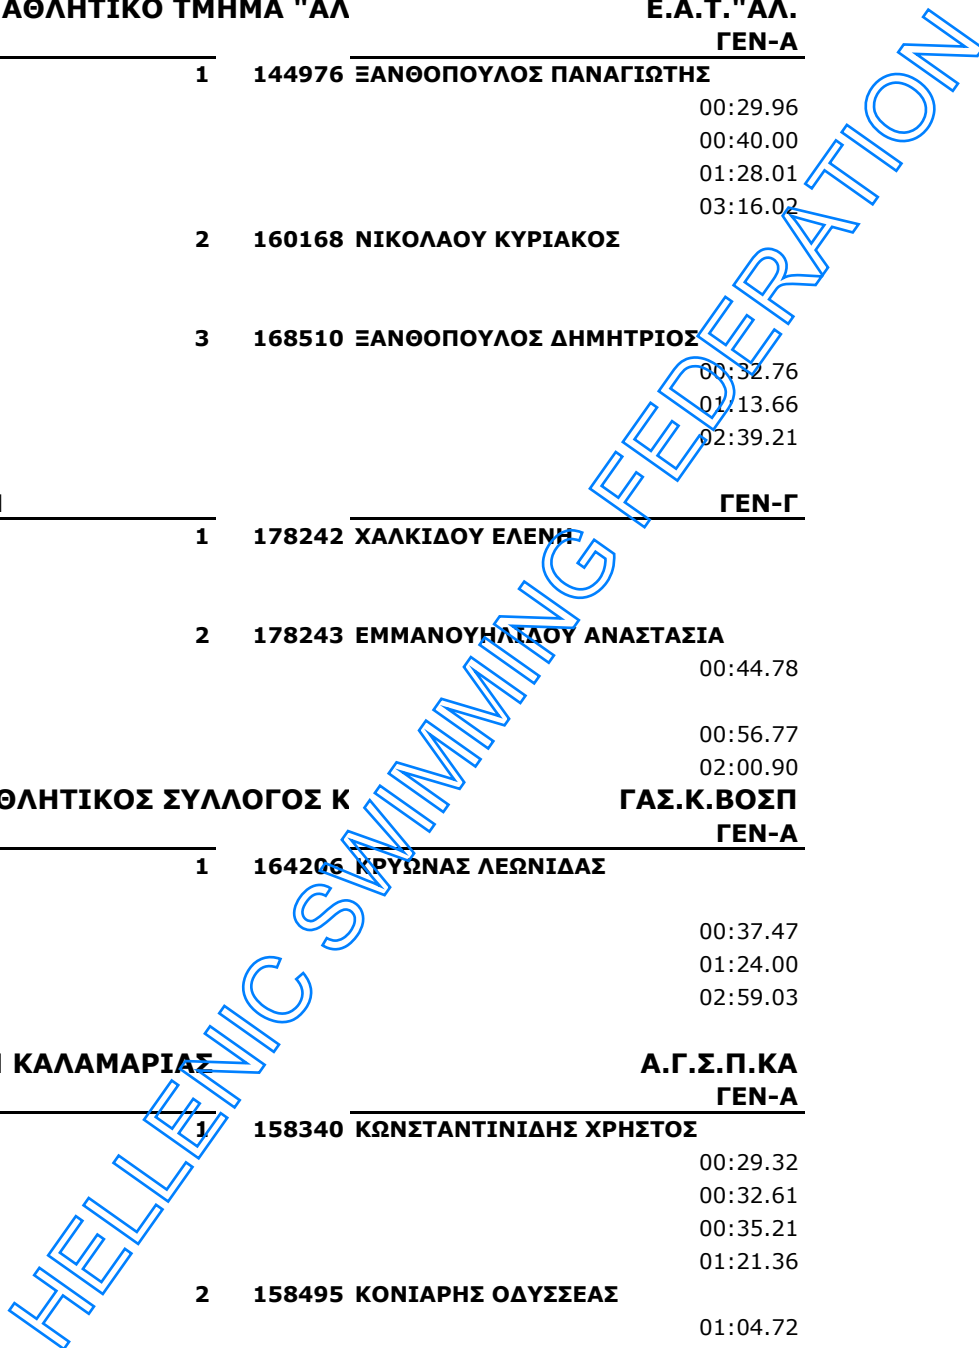 ΑΘΛΗΤΙΚΟ ΤΜΗΜΑ "ΑΛ Ε.Α.Τ."ΑΛ.
ΓΕΝ-Α
1 144976 ΞΑΝΘΟΠΟΥΛΟΣ ΠΑΝΑΓΙΩΤΗΣ
00:29.96
00:40.00
01:28.01
03:16.02
2 160168 ΝΙΚΟΛΑΟΥ ΚΥΡΙΑΚΟΣ
3 168510 ΞΑΝΘΟΠΟΥΛΟΣ ΔΗΜΗΤΡΙΟΣ
00:32.76
01:13.66
02:39.21
ΓΕΝ-Γ
1 178242 ΧΑΛΚΙΔΟΥ ΕΛΕΝΗ
2 178243 ΕΜΜΑΝΟΥΗΛΙΔΟΥ ΑΝΑΣΤΑΣΙΑ
00:44.78
00:56.77
02:00.90
ΘΛΗΤΙΚΟΣ ΣΥΛΛΟΓΟΣ Κ ΓΑΣ.Κ.ΒΟΣΠ
ΓΕΝ-Α
1 164206 ΚΡΥΩΝΑΣ ΛΕΩΝΙΔΑΣ
00:37.47
01:24.00
02:59.03
ΚΑΛΑΜΑΡΙΑΣ Α.Γ.Σ.Π.ΚΑ
ΓΕΝ-Α
1 158340 ΚΩΝΣΤΑΝΤΙΝΙΔΗΣ ΧΡΗΣΤΟΣ
00:29.32
00:32.61
00:35.21
01:21.36
2 158495 ΚΟΝΙΑΡΗΣ ΟΔΥΣΣΕΑΣ
01:04.72
HELLENIC SWIMMING FEDERATION